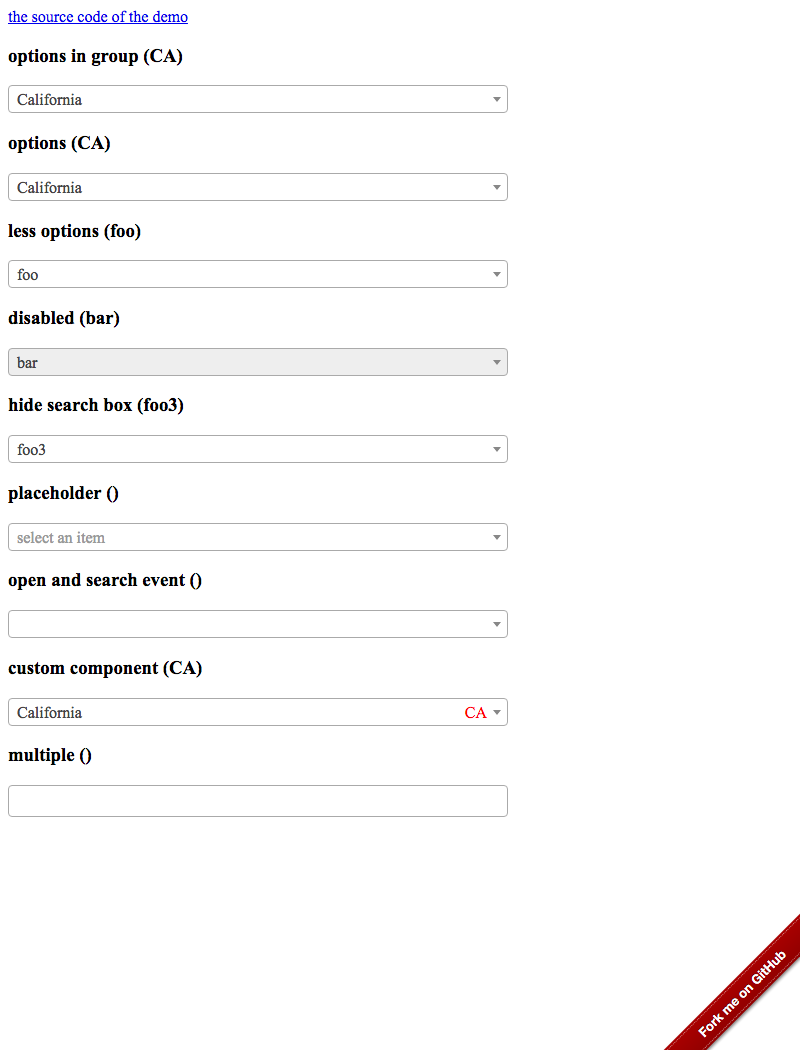 the source code of the demo
options in group (CA)
California
options (CA)
California
less options (foo)
foo
disabled (bar)
bar
hide search box (foo3)
foo3
placeholder ()
select an item
open and search event ()
custom component (CA)
California CA
multiple ()
Fork me on GitHub